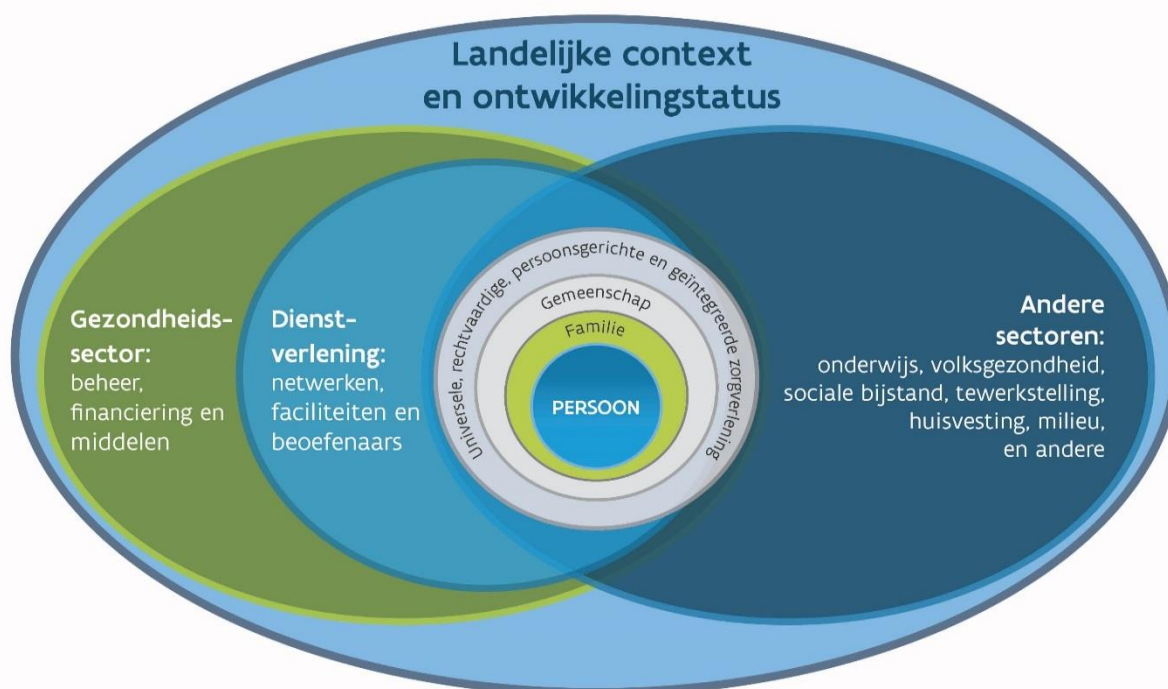 Landelijke context
en ontwikkelingstatus
Gezondheids-
sector:
beheer,
financiering en
middelen
Dienst-
verlening:
netwerken,
faciliteiten en
beoefenaars
Universele, rechtvaardige, persoonsgerichte en geïntegreerde zorgverlening
Gemeenschap
Familie
PERSOON
Andere
sectoren:
onderwijs, volksgezondheid,
sociale bijstand, tewerkstelling,
huisvesting, milieu,
en andere